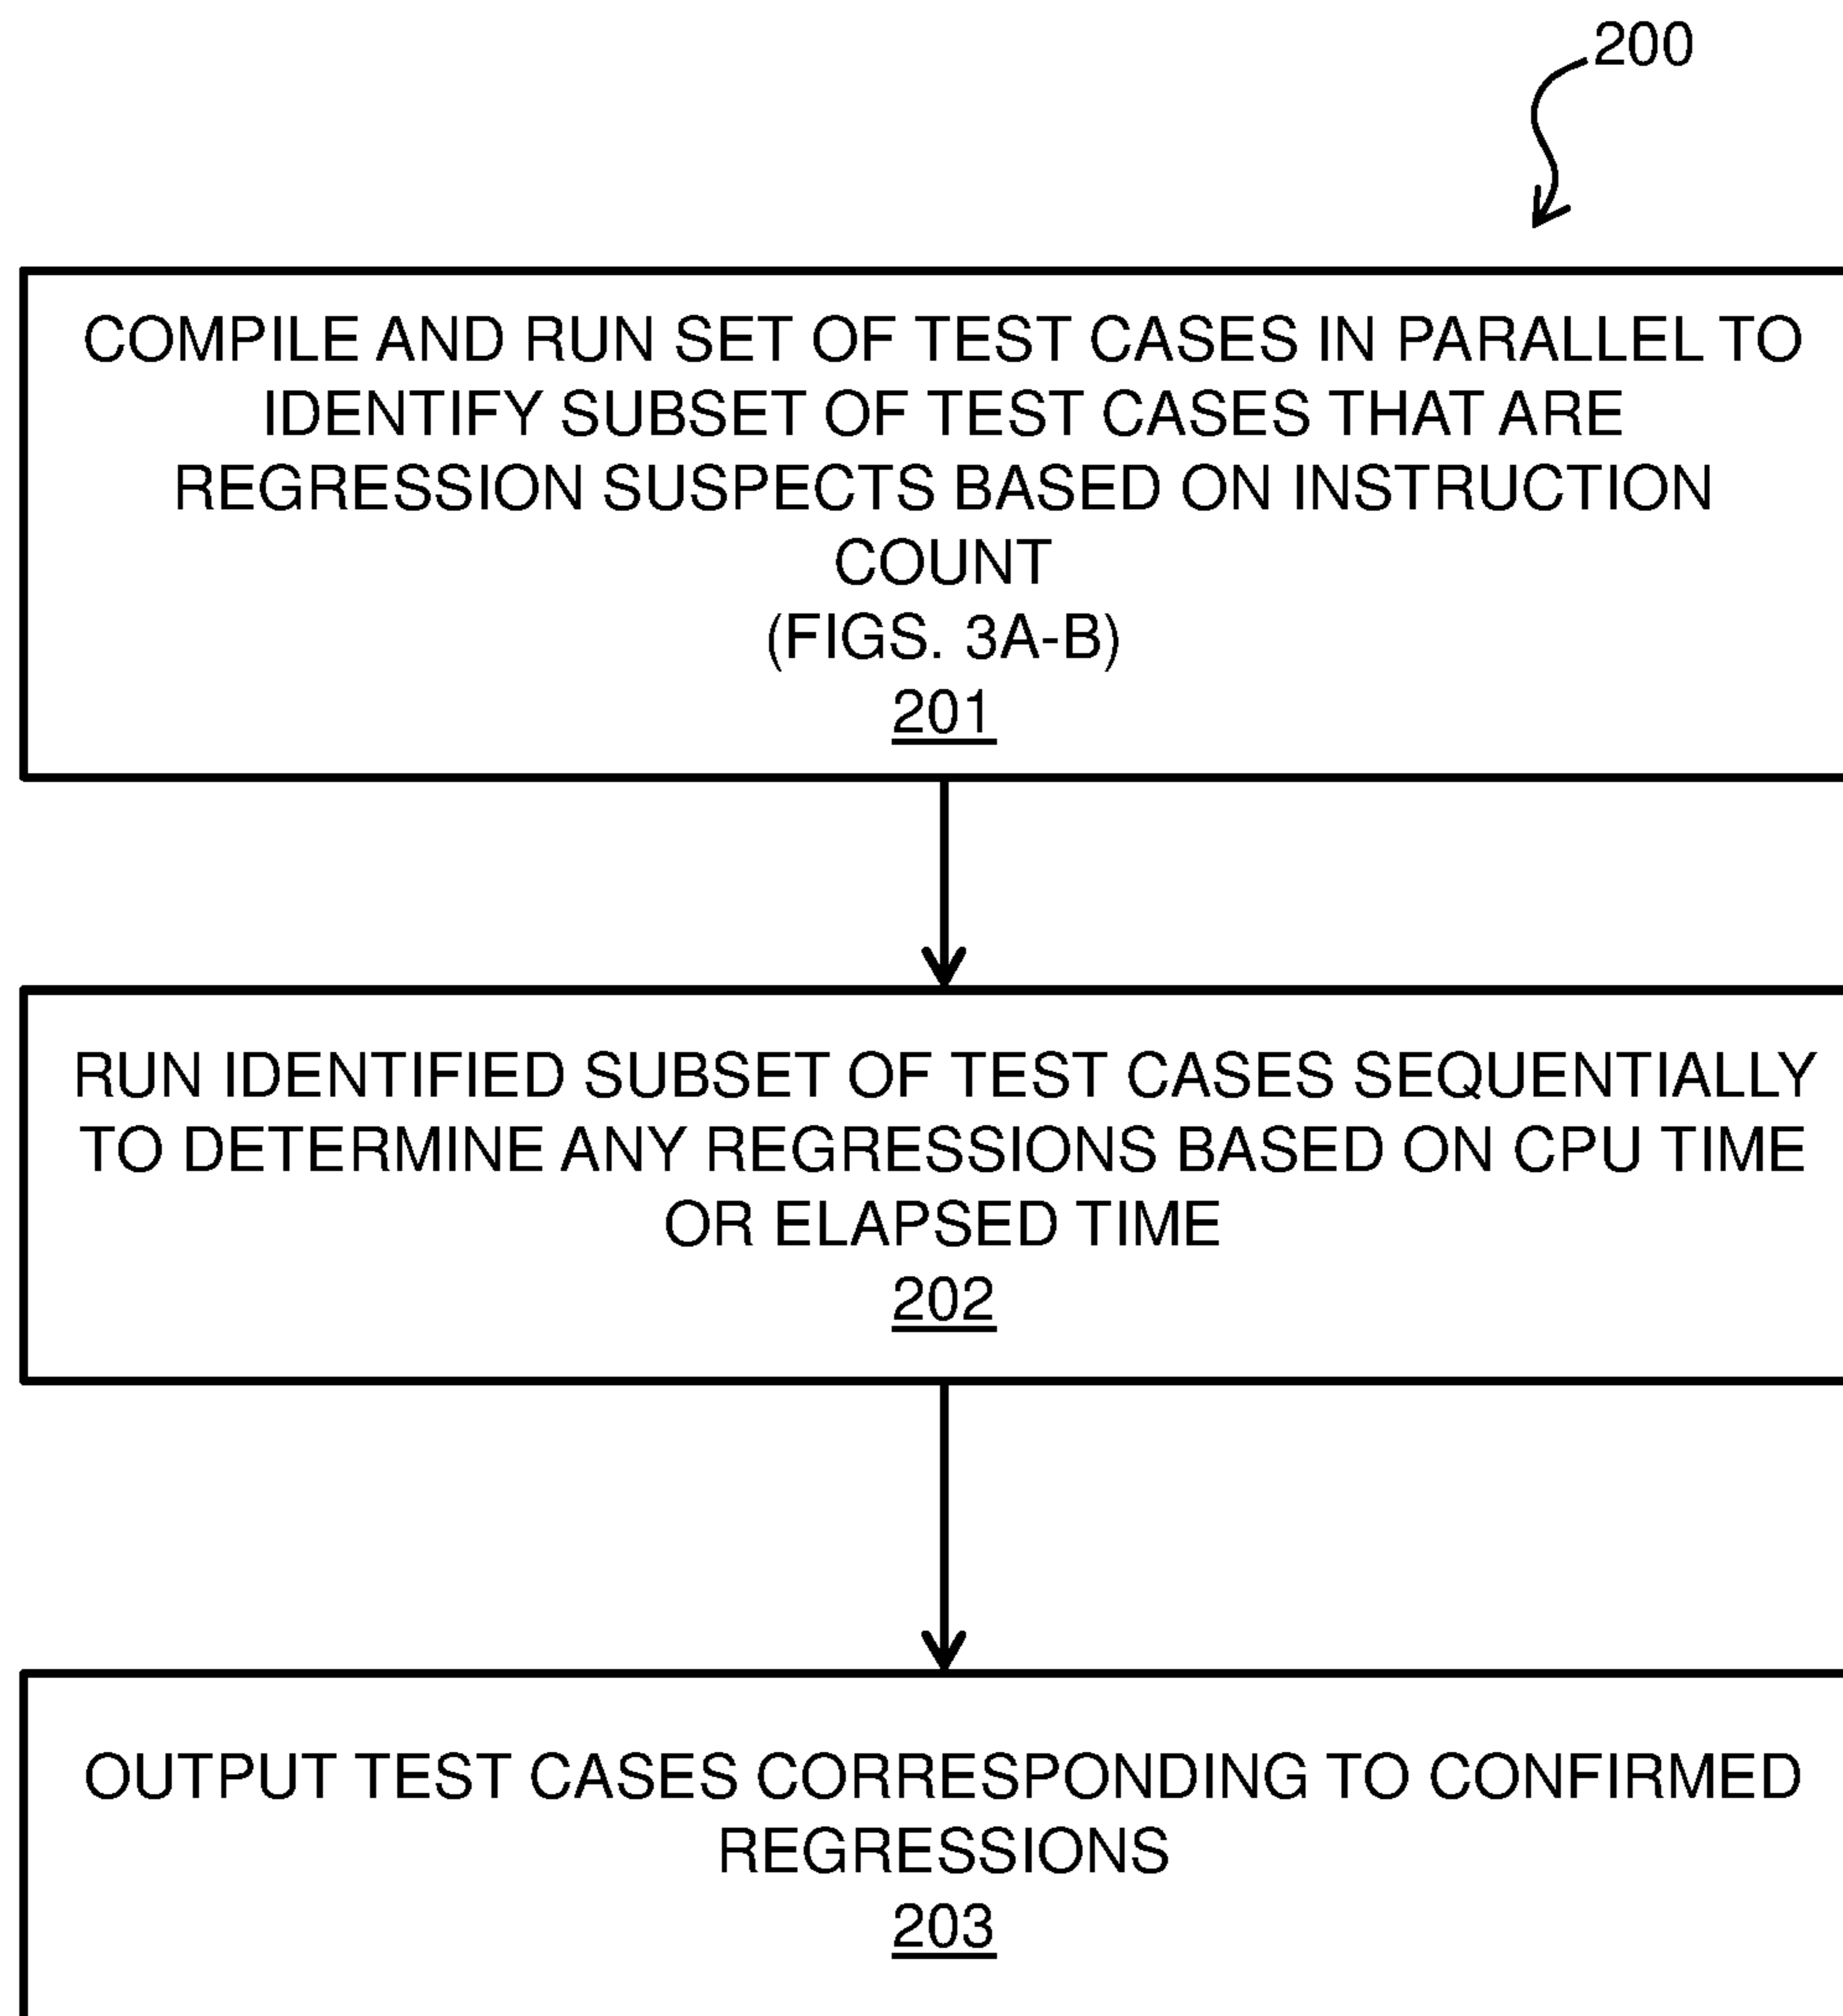 200
COMPILE AND RUN SET OF TEST CASES IN PARALLEL TO
IDENTIFY SUBSET OF TEST CASES THAT ARE
REGRESSION SUSPECTS BASED ON INSTRUCTION
COUNT
(FIGS. 3A-B)
201
RUN IDENTIFIED SUBSET OF TEST CASES SEQUENTIALLY
TO DETERMINE ANY REGRESSIONS BASED ON CPU TIME
OR ELAPSED TIME
202
OUTPUT TEST CASES CORRESPONDING TO CONFIRMED
REGRESSIONS
203